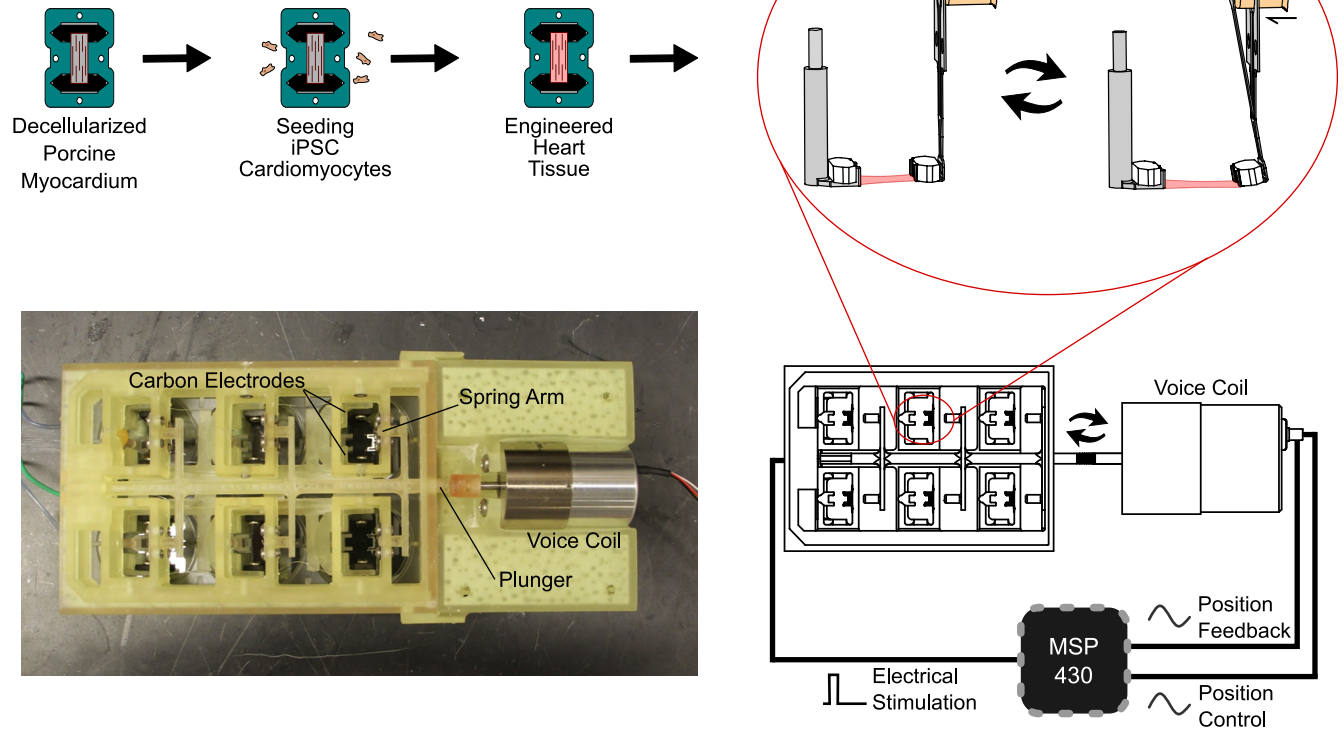 Decellularized
Porcine
Myocardium
Seeding
iPSC
Cardiomyocytes
Engineered
Heart
Tissue
Carbon Electrodes
Spring Arm
Voice Coil
Plunger
Voice Coil
Position
Feedback
MSP
430
Electrical
Stimulation
Position
Control